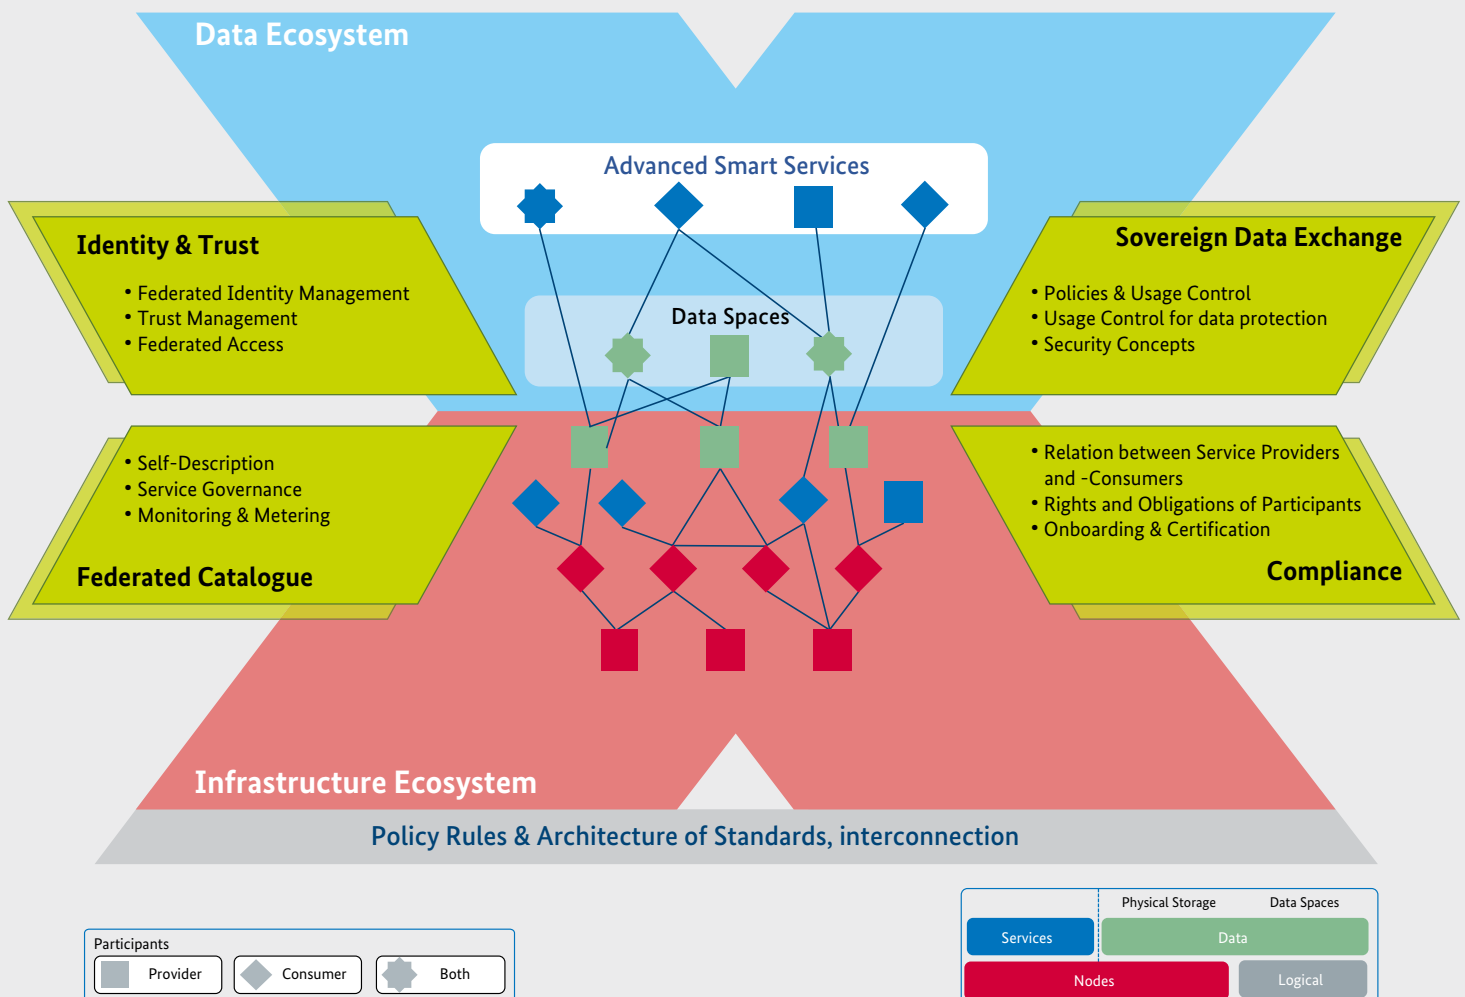 Data Ecosystem
Advanced Smart Services
Identity & Trust
• Federated Identity Management
• Trust Management
• Federated Access
Sovereign Data Exchange
• Policies & Usage Control
• Usage Control for data protection
• Security Concepts
Data Spaces
• Self-Description
• Service Governance
• Monitoring & Metering
Federated Catalogue
• Relation between Service Providers
and -Consumers
• Rights and Obligations of Participants
• Onboarding & Certification
Compliance
Infrastructure Ecosystem
Policy Rules & Architecture of Standards, interconnection
Participants
Provider
Consumer
Both
Physical Storage
Data Spaces
Services
Data
Nodes
Logical